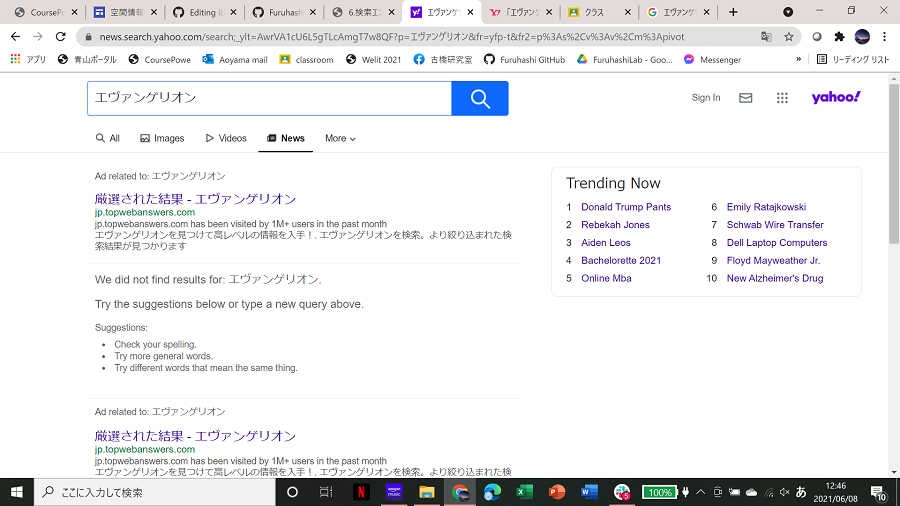 CoursePo
空間情報
Editing ib
Furuhash
6.検索エン
エヴァンゲ
「エヴァン
クラス
エヴァンゲ
news.search.yahoo.com/search;_ylt=AwrVA1cU6L5gTLcAmgT7w8QF?p=エヴァンゲリオン&fr=yfp-t&fr2=p%3As%2Cv%3Av%2Cm%3Apivot
アプリ
青山ポータル
CoursePowe
Aoyama mail
classroom
Welit 2021
古橋研究室
Furuhashi GitHub
FuruhashiLab - Goo...
Messenger
»
リーディング リスト
エヴァンゲリオン
Sign In
yahoo!
All
Images
Videos
News
More
Ad related to: エヴァンゲリオン
厳選された結果 - エヴァンゲリオン
jp.topwebanswers.com
jp.topwebanswers.com has been visited by 1M+ users in the past month
エヴァンゲリオンを見つけて高レベルの情報を入手！. エヴァンゲリオンを検索。より絞り込まれた検
索結果が見つかります
We did not find results for: エヴァンゲリオン.
Try the suggestions below or type a new query above.
Suggestions:
• Check your spelling.
• Try more general words.
• Try different words that mean the same thing.
Ad related to: エヴァンゲリオン
厳選された結果 - エヴァンゲリオン
jp.topwebanswers.com
jp.topwebanswers.com has been visited by 1M+ users in the past month
エヴァンゲリオンを見つけて高レベルの情報を入手！. エヴァンゲリオンを検索。より絞り込まれた検
Trending Now
1 Donald Trump Pants
2 Rebekah Jones
3 Aiden Leos
4 Bachelorette 2021
5 Online Mba
6 Emily Ratajkowski
7 Schwab Wire Transfer
8 Dell Laptop Computers
9 Floyd Mayweather Jr.
10 New Alzheimer's Drug
ここに入力して検索
N
amazon
music
100%
あ
12:46
2021/06/08
10